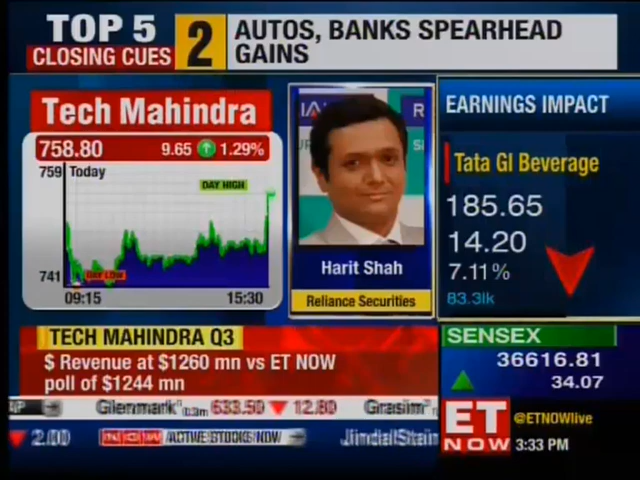 TOP 5
CLOSING CUES
2
AUTOS, BANKS SPEARHEAD
GAINS
Tech Mahindra
758.80 9.65 1.29%
759 Today
DAY HIGH
741 DAY LOW
09:15 15:30
Harit Shah
Reliance Securities
EARNINGS IMPACT
Tata Gl Beverage
185.65
14.20
7.11%
83.3lk
TECH MAHINDRA Q3
$ Revenue at $1260 mn vs ET NOW
poll of $1244 mn
SENSEX
36616.81
34.07
Glenmark 633.50 12.80 Grasim
2.00 ACTIVE STOCKS NOW JindalStain
ET
NOW
@ETNOWlive
3:33 PM